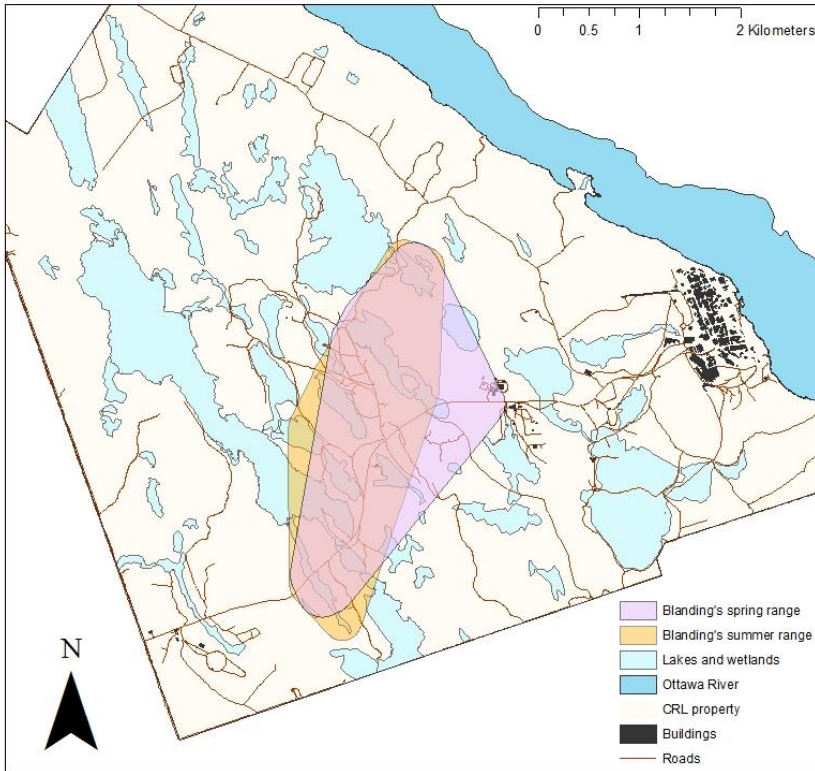 0 0.5 1 2 Kilometers
N
Blanding's spring range
Blanding's summer range
Lakes and wetlands
Ottawa River
CRL property
Buildings
Roads